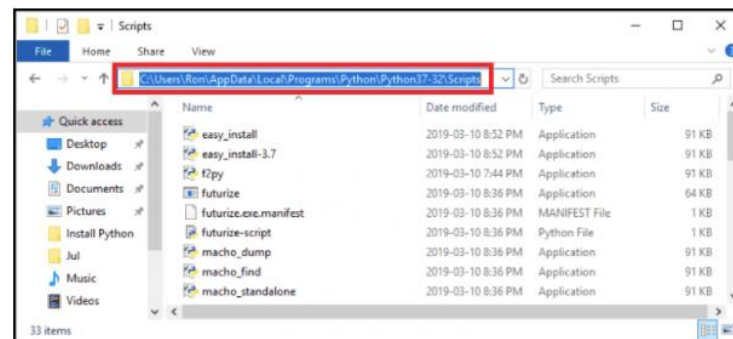 Scripts
File Home Share View
C:\Users\Ron\AppData\Local\Programs\Python\Python37-32\Scripts Search Scripts
Name Date modified Type Size
Quick access
Desktop
Downloads
Documents
Pictures
Install Python
Jul
Music
Videos
easy_install 2019-03-10 8:52 PM Application 91 KB
easy_install-3.7 2019-03-10 8:52 PM Application 91 KB
f2py 2019-03-10 7:44 PM Application 91 KB
futurize 2019-03-10 8:36 PM Application 64 KB
futurize.exe.manifest 2019-03-10 8:36 PM MANIFEST File 1 KB
futurize-script 2019-03-10 8:36 PM Python File 1 KB
macho_dump 2019-03-10 8:36 PM Application 91 KB
macho_find 2019-03-10 8:36 PM Application 91 KB
macho_standalone 2019-03-10 8:36 PM Application 91 KB
33 items